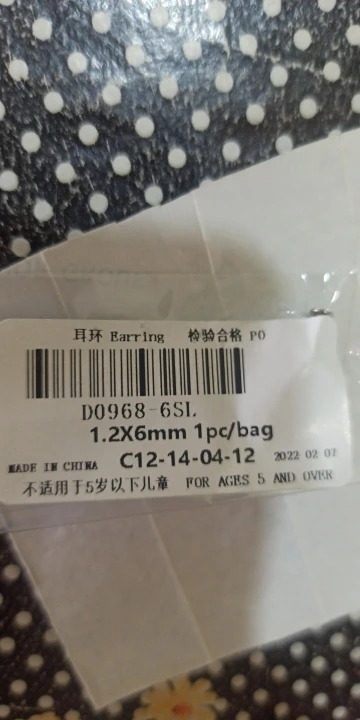 耳环 Earring 检验合格 PO
D0968-6SL
1.2X6mm 1pc/bag
MADE IN CHINA C12-14-04-12 2022 02 07
不适用于5岁以下儿童 FOR AGES 5 AND OVER